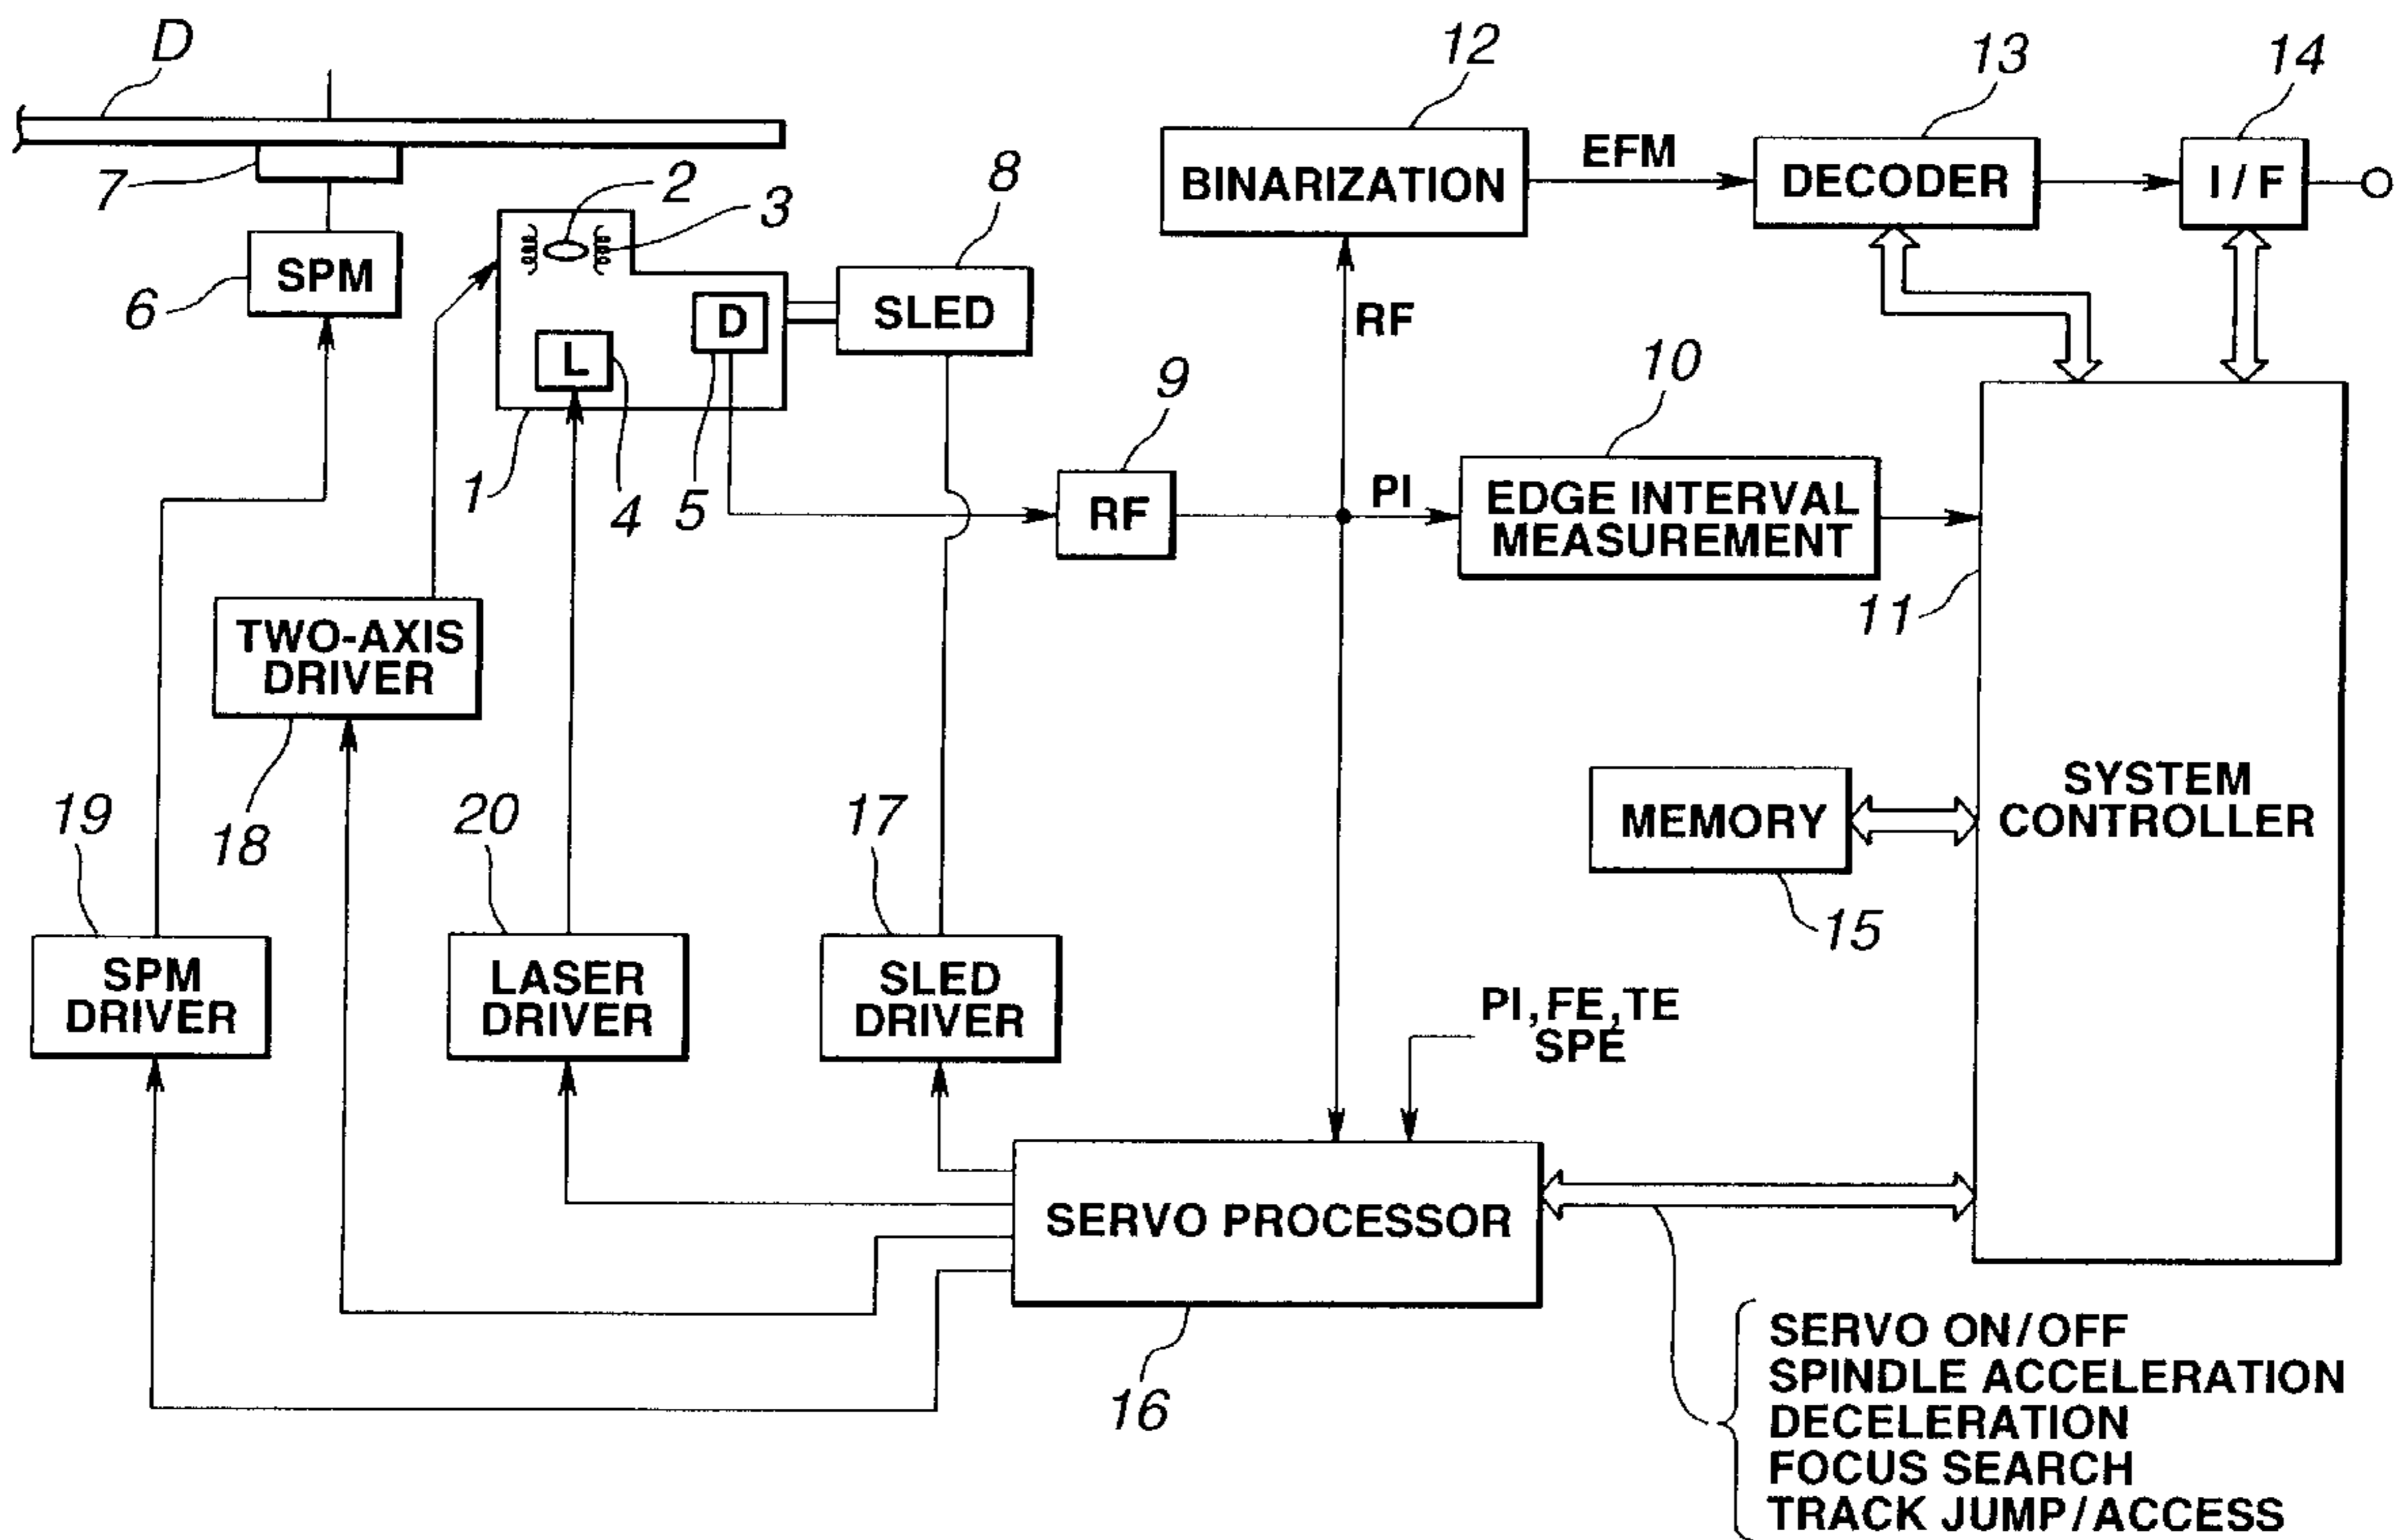 D
12
13
14
7
2
3
8
BINARIZATION
EFM
DECODER
I/F
SPM
6
SLED
D
L
RF
1
4
5
9
10
RF
PI
EDGE INTERVAL
MEASUREMENT
11
TWO-AXIS
DRIVER
18
19
20
17
MEMORY
15
SYSTEM
CONTROLLER
SPM
DRIVER
LASER
DRIVER
SLED
DRIVER
PI,FE,TE
SPE
SERVO PROCESSOR
16
SERVO ON/OFF
SPINDLE ACCELERATION
DECELERATION
FOCUS SEARCH
TRACK JUMP/ACCESS